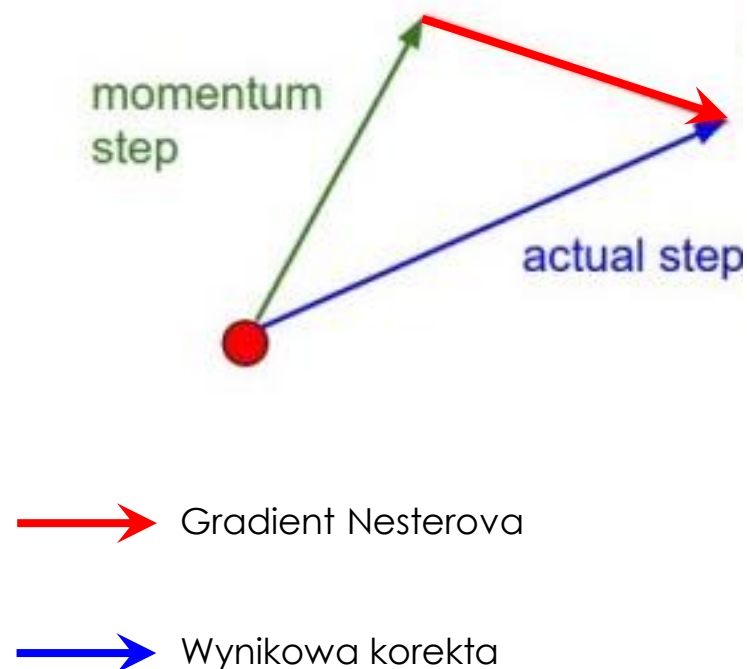 momentum
step
actual step
Gradient Nesterova
Wynikowa korekta